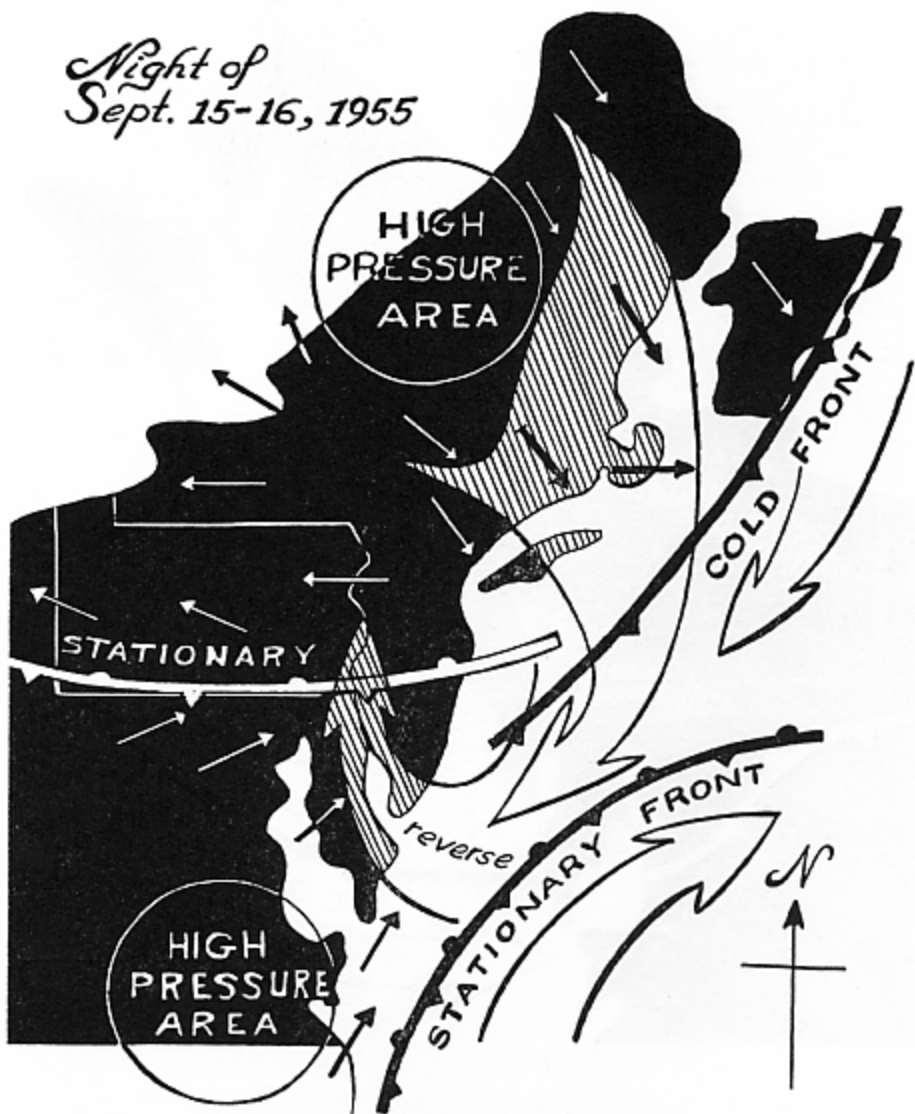 Night of
Sept. 15-16, 1955
HIGH
PRESSURE
AREA
COLD FRONT
STATIONARY
reverse
STATIONARY FRONT
N
HIGH
PRESSURE
AREA